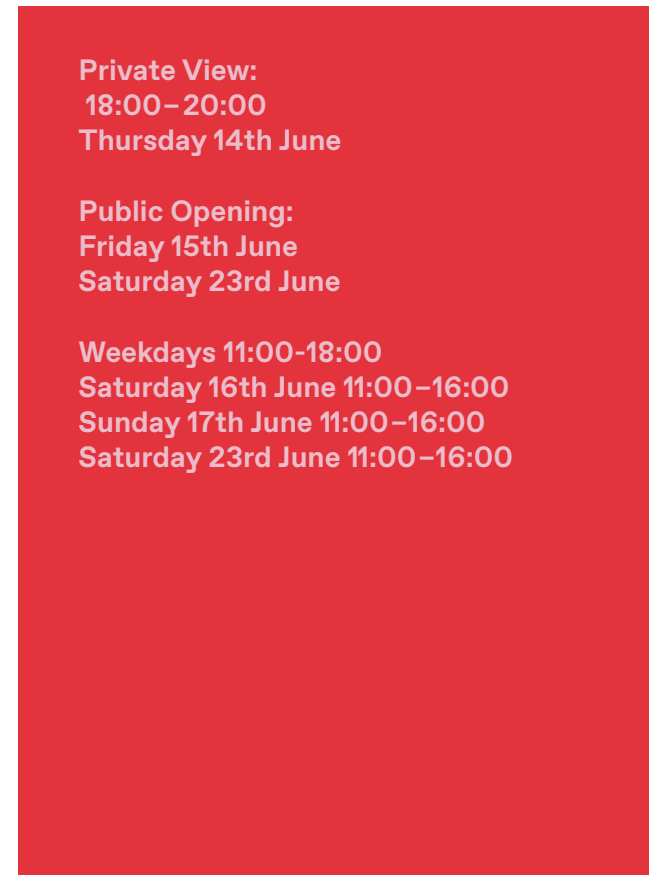 Private View:
18:00–20:00
Thursday 14th June
Public Opening:
Friday 15th June
Saturday 23rd June
Weekdays 11:00-18:00
Saturday 16th June 11:00–16:00
Sunday 17th June 11:00–16:00
Saturday 23rd June 11:00–16:00